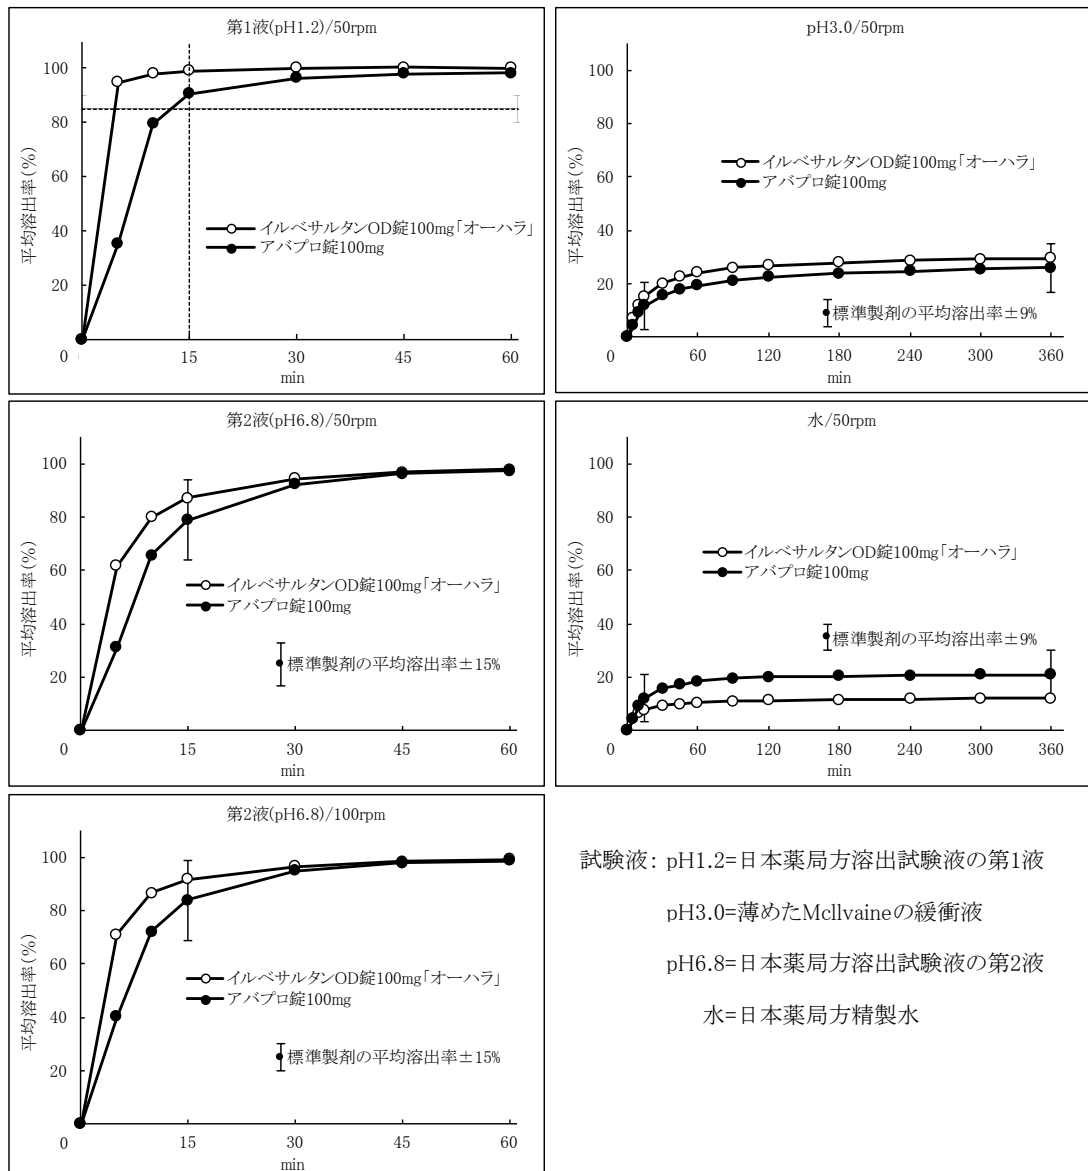 第1液(pH1.2)/50rpm
平均溶出率(%)
100
80
60
40
20
0
15
30
45
60
min
イルベサルタンOD錠100mg「オーハラ」
アバプロ錠100mg
pH3.0/50rpm
平均溶出率(%)
100
80
60
40
20
0
60
120
180
240
300
360
min
イルベサルタンOD錠100mg「オーハラ」
アバプロ錠100mg
標準製剤の平均溶出率±9%
第2液(pH6.8)/50rpm
平均溶出率(%)
100
80
60
40
20
0
15
30
45
60
min
イルベサルタンOD錠100mg「オーハラ」
アバプロ錠100mg
標準製剤の平均溶出率±15%
水/50rpm
平均溶出率(%)
100
80
60
40
20
0
60
120
180
240
300
360
min
イルベサルタンOD錠100mg「オーハラ」
アバプロ錠100mg
標準製剤の平均溶出率±9%
第2液(pH6.8)/100rpm
平均溶出率(%)
100
80
60
40
20
0
15
30
45
60
min
イルベサルタンOD錠100mg「オーハラ」
アバプロ錠100mg
標準製剤の平均溶出率±15%
試験液: pH1.2=日本薬局方溶出試験液の第1液
pH3.0=薄めたMcllvaineの緩衝液
pH6.8=日本薬局方溶出試験液の第2液
水=日本薬局方精製水